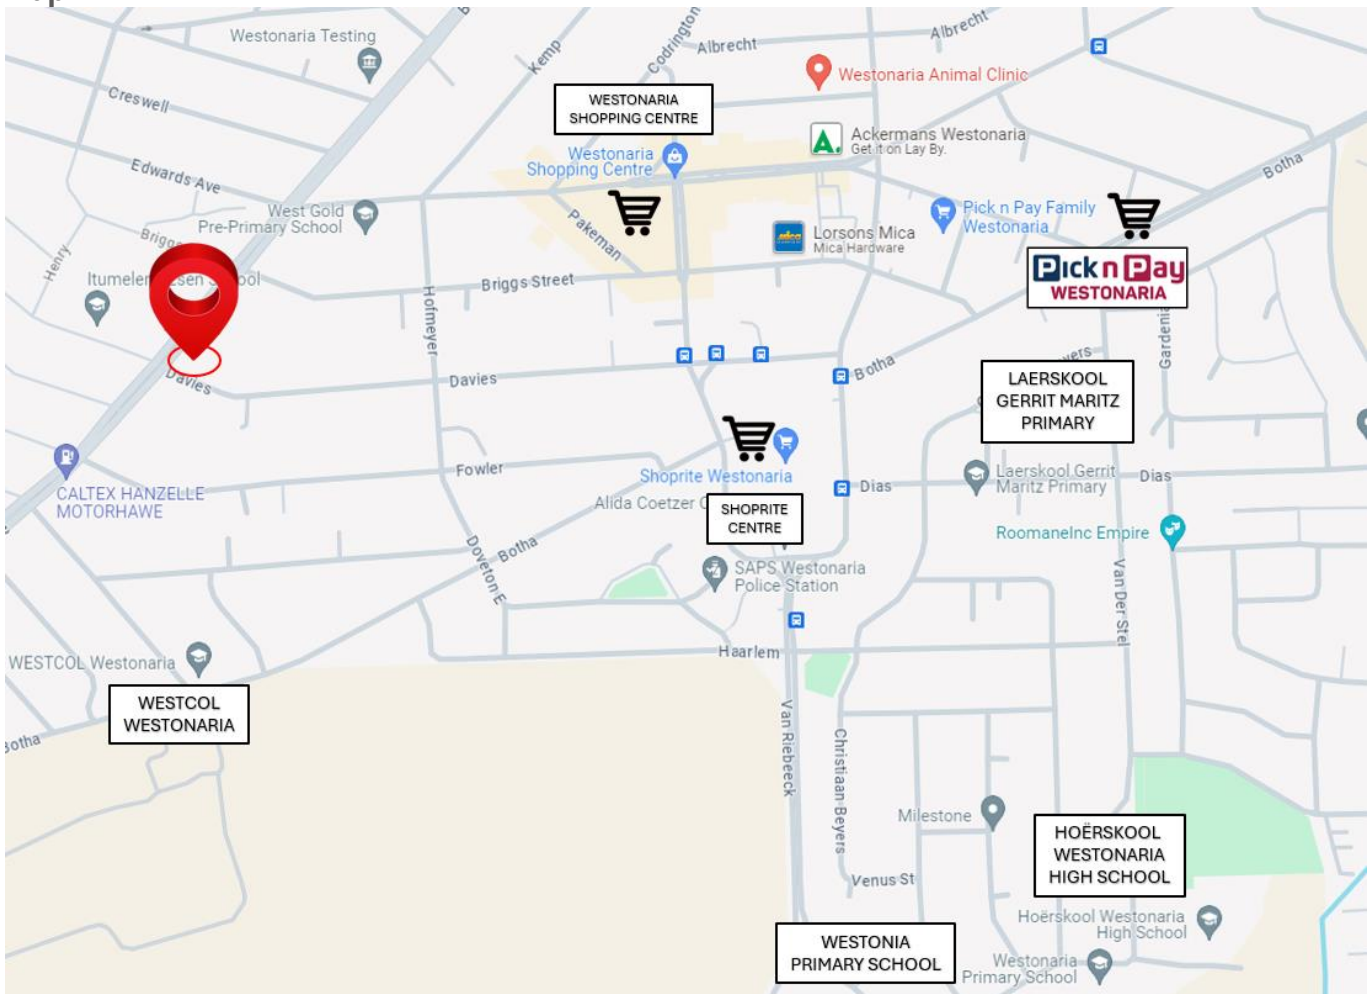 Westonaria Testing
Kemp
Codrington
Albrecht
Albrecht
Westonaria Animal Clinic
Creswell
WESTONARIA
SHOPPING CENTRE
Ackermans Westonaria
Get it on Lay By.
Westonaria
Shopping Centre
Botha
Edwards Ave
West Gold
Pre-Primary School
Pakeman
Pick n Pay Family
Westonaria
mica
Lorsons Mica
Mica Hardware
Henry
Pick n Pay
WESTONARIA
Briggs Street
Hofmeyer
Gardenia
Davies
Davies
Botha
LAERSKOOL
GERRIT MARITZ
PRIMARY
Fowler
Shoprite Westonaria
Laerskool Gerrit
Maritz Primary
Dias
Dias
CALTEX HANZELLE
MOTORHAWE
Alida Coetzer
SHOPRITE
CENTRE
Roomanelnc Empire
Botha
Doveton E
SAPS Westonaria
Police Station
Van Der Stel
Haarlem
WESTCOL Westonaria
WESTCOL
WESTONARIA
Botha
Van Riebeeck
Christiaan Beyers
Milestone
HOËRSKOOL
WESTONARIA
HIGH SCHOOL
Venus St
Hoërskool Westonaria
High School
WESTONIA
PRIMARY SCHOOL
Westonaria
Primary School